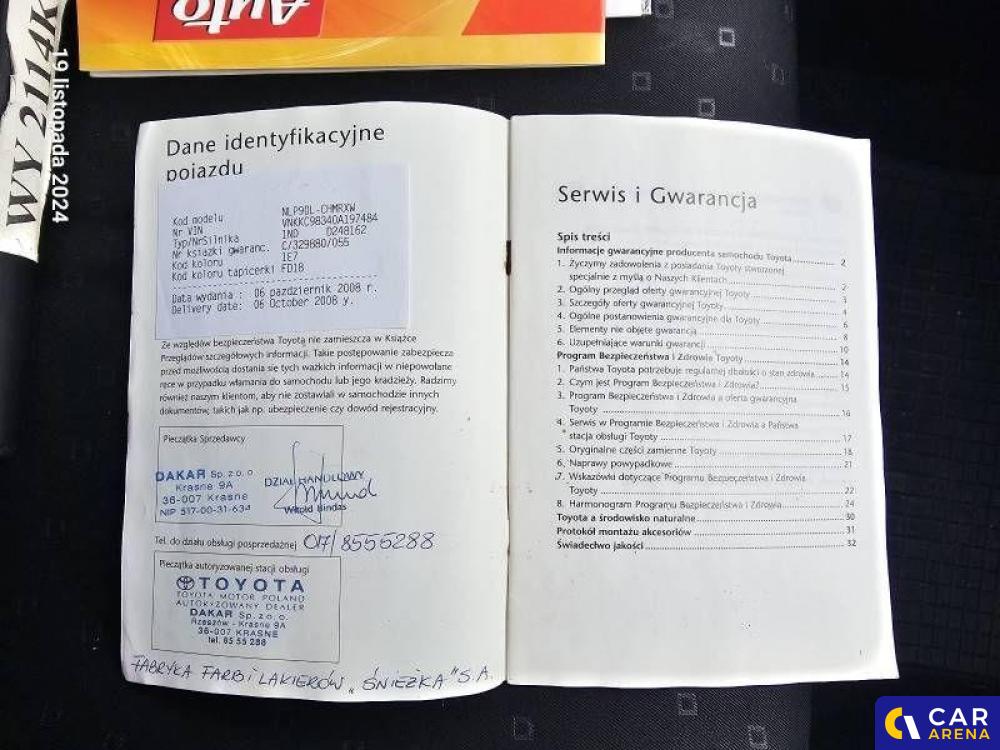 Auto
WY 2114K
19 listopada 2024
Dane identyfikacyjne
pojazdu
Kod modelu NLP90L-CHMRXW
Nr VIN VNKKC98340A197484
Typ/NrSilnika 1ND 0248162
Nr ksiazki gwaranc. C/329880/055
Kod koloru 1E7
Kod koloru tapicerki FD18
Data wydania : 06 pazdziernik 2008 r.
Delivery date: 06 October 2008 y.
Ze względów bezpieczeństwa Toyota nie zamieszcza w Książce
Przeglądów szczegółowych informacji. Takie postępowanie zabezpiecza
przed możliwością dostania się tych ważkich informacji w niepowołane
ręce w przypadku włamania do samochodu lub jego kradzieży. Radzimy
również naszym klientom, aby nie zostawiali w samochodzie innych
dokumentów, takich jak np. ubezpieczenie czy dowód rejestracyjny.
Pieczątka Sprzedawcy
DAKAR Sp. z o. o
Krasne 9A
36-007 Krasne
NIP 517-00-31-634
DZIAŁ HANDLOWY
Witold Bindas
Tel. do działu obsługi posprzedażnej 017/8555288
Pieczątka autoryzowanej stacji obsługi
TOYOTA
TOYOTA MOTOR POLAND
AUTORYZOWANY DEALER
DAKAR Sp. z o. o.
Rzeszów - Krasne 9A
36-007 KRASNE
tel. 85 55 288
FABRYKA FARB I LAKIERÓW „ŚNIEŻKA" S.A.
Serwis i Gwarancja
Spis treści
Informacje gwarancyjne producenta samochodu Toyota 2
1. Życzymy zadowolenia z posiadania Toyoty stworzonej
specjalnie z myślą o Naszych Klientach 2
2. Ogólny przegląd oferty gwarancyjnej Toyoty 3
3. Szczegóły oferty gwarancyjnej Toyoty 4
4. Ogólne postanowienia gwarancyjne dla Toyoty 6
5. Elementy nie objęte gwarancją 8
6. Uzupełniające warunki gwarancji 10
Program Bezpieczeństwa i Zdrowia Toyoty 14
1. Państwa Toyota potrzebuje regularnej dbałości o stan zdrowia 14
2. Czym jest Program Bezpieczeństwa i Zdrowia? 15
3. Program Bezpieczeństwa i Zdrowia a oferta gwarancyjna
Toyoty 16
4. Serwis w Programie Bezpieczeństwa i Zdrowia a Państwa
stacja obsługi Toyoty 17
5. Oryginalne części zamienne Toyoty 18
6. Naprawy powypadkowe 21
7. Wskazówki dotyczące Programu Bezpieczeństwa i Zdrowia
Toyoty 22
8. Harmonogram Programu Bezpieczeństwa i Zdrowia 24
Toyota a środowisko naturalne 30
Protokół montażu akcesoriów 31
Świadectwo jakości 32
1
CAR
ARENA